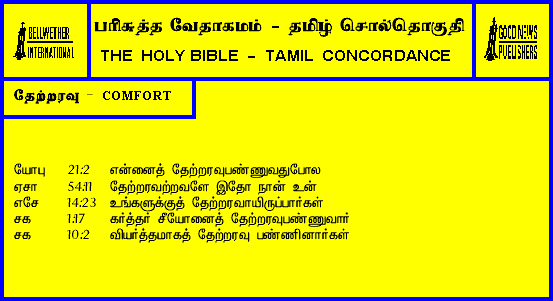 BELLWETHER
INTERNATIONAL
பரிசுத்த வேதாகமம் - தமிழ் சொல்தொகுதி
THE HOLY BIBLE - TAMIL CONCORDANCE
GOOD NEWS
PUBLISHERS
தேற்றரவு - COMFORT
யோபு 21:2 என்னைத் தேற்றரவுபண்ணுவதுபோல
ஏசா 54:11 தேற்றரவற்றவளே இதோ நான் உன்
எசே 14:23 உங்களுக்குத் தேற்றரவாயிருப்பார்கள்
சக 1:17 கர்த்தர் சீயோனைத் தேற்றரவுபண்ணுவார்
சக 10:2 வியர்த்தமாகத் தேற்றரவு பண்ணினார்கள்